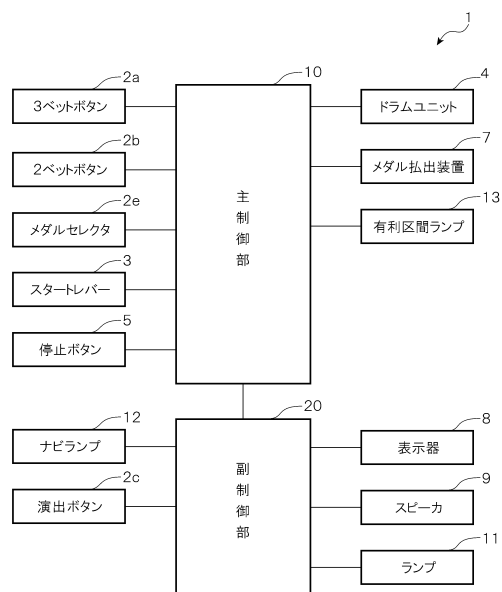 1
10
2a
3ベットボタン
2b
2ベットボタン
2e
メダルセレクタ
3
スタートレバー
5
停止ボタン
主制御部
4
ドラムユニット
7
メダル払出装置
13
有利区間ランプ
20
12
ナビランプ
2c
演出ボタン
副制御部
8
表示器
9
スピーカ
11
ランプ